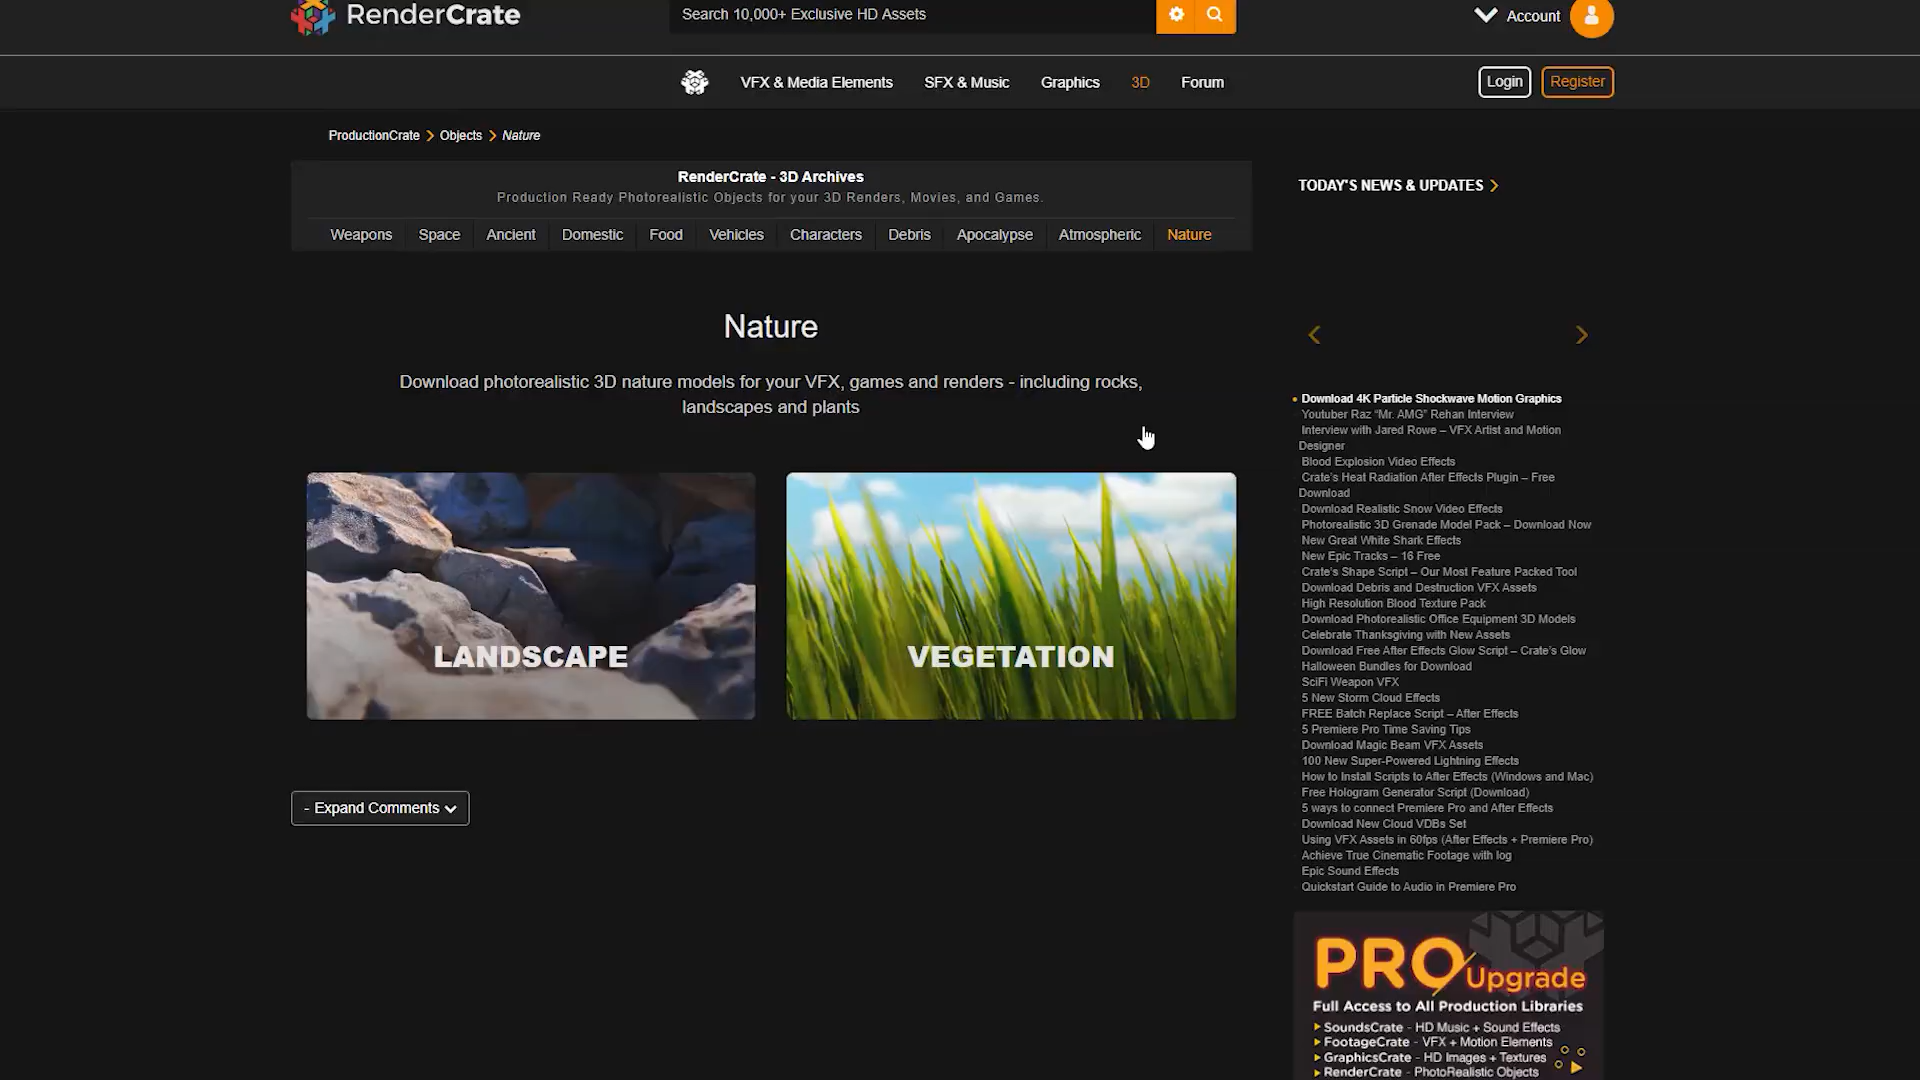 RenderCrate
Search 10,000+ Exclusive HD Assets
Account
VFX & Media Elements
SFX & Music
Graphics
3D
Forum
Login
Register
ProductionCrate
Objects
Nature
RenderCrate - 3D Archives
Production Ready Photorealistic Objects for your 3D Renders, Movies, and Games.
Weapons
Space
Ancient
Domestic
Food
Vehicles
Characters
Debris
Apocalypse
Atmospheric
Nature
Nature
Download photorealistic 3D nature models for your VFX, games and renders - including rocks,
landscapes and plants
LANDSCAPE
VEGETATION
- Expand Comments
TODAY'S NEWS & UPDATES
Download 4K Particle Shockwave Motion Graphics
Youtuber Raz “Mr. AMG” Rehan Interview
Interview with Jared Rowe – VFX Artist and Motion
Designer
Blood Explosion Video Effects
Crate's Heat Radiation After Effects Plugin – Free
Download
Download Realistic Snow Video Effects
Photorealistic 3D Grenade Model Pack – Download Now
New Great White Shark Effects
New Epic Tracks – 16 Free
Crate's Shape Script – Our Most Feature Packed Tool
Download Debris and Destruction VFX Assets
High Resolution Blood Texture Pack
Download Photorealistic Office Equipment 3D Models
Celebrate Thanksgiving with New Assets
Download Free After Effects Glow Script – Crate's Glow
Halloween Bundles for Download
SciFi Weapon VFX
5 New Storm Cloud Effects
FREE Batch Replace Script – After Effects
5 Premiere Pro Time Saving Tips
Download Magic Beam VFX Assets
100 New Super-Powered Lightning Effects
How to Install Scripts to After Effects (Windows and Mac)
Free Hologram Generator Script (Download)
5 ways to connect Premiere Pro and After Effects
Download New Cloud VDBs Set
Using VFX Assets in 60fps (After Effects + Premiere Pro)
Achieve True Cinematic Footage with log
Epic Sound Effects
Quickstart Guide to Audio in Premiere Pro
PRO Upgrade
Full Access to All Production Libraries
SoundsCrate - HD Music + Sound Effects
FootageCrate - VFX + Motion Elements
GraphicsCrate - HD Images + Textures
RenderCrate - PhotoRealistic Objects